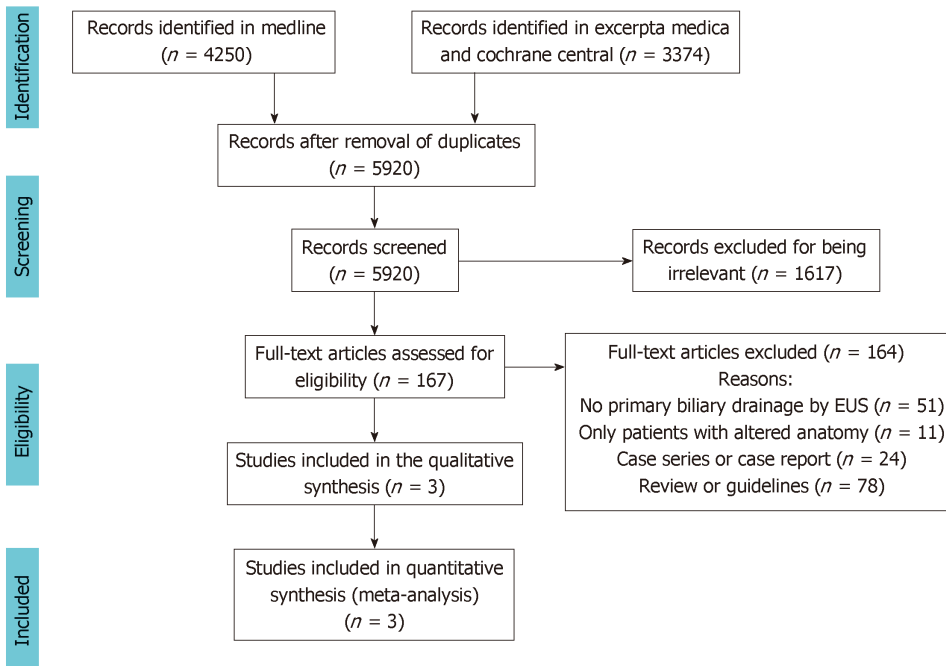 Identification
Records identified in medline
(n = 4250)
Records identified in excerpta medica
and cochrane central (n = 3374)
Records after removal of duplicates
(n = 5920)
Screening
Records screened
(n = 5920)
Records excluded for being
irrelevant (n = 1617)
Eligibility
Full-text articles assessed for
eligibility (n = 167)
Full-text articles excluded (n = 164)
Reasons:
No primary biliary drainage by EUS (n = 51)
Only patients with altered anatomy (n = 11)
Case series or case report (n = 24)
Review or guidelines (n = 78)
Studies included in the qualitative
synthesis (n = 3)
Included
Studies included in quantitative
synthesis (meta-analysis)
(n = 3)